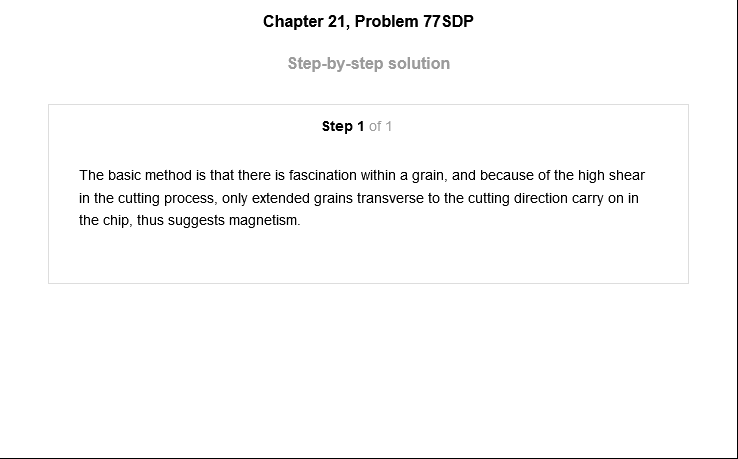 Chapter 21, Problem 77SDP
Step-by-step solution
Step 1 of 1
The basic method is that there is fascination within a grain, and because of the high shear
in the cutting process, only extended grains transverse to the cutting direction carry on in
the chip, thus suggests magnetism.